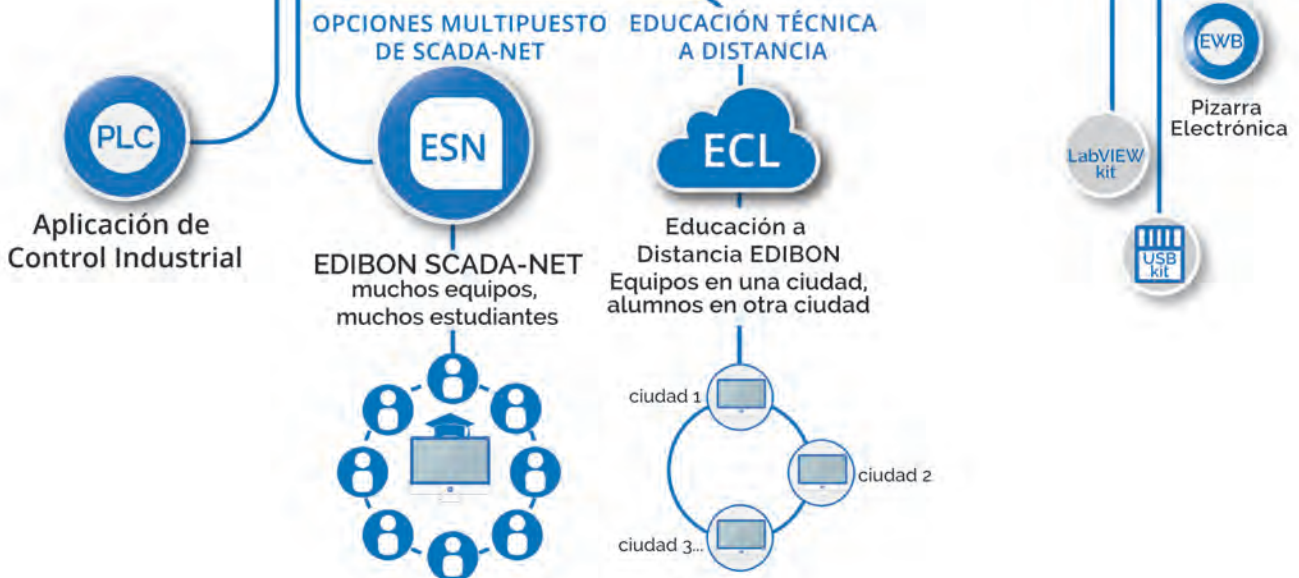 OPCIONES MULTIPUESTO
DE SCADA-NET
EDUCACIÓN TÉCNICA
A DISTANCIA
PLC
Aplicación de
Control Industrial
ESN
EDIBON SCADA-NET
muchos equipos,
muchos estudiantes
ECL
Educación a
Distancia EDIBON
Equipos en una ciudad,
alumnos en otra ciudad
ciudad 1
ciudad 2
ciudad 3...
EWB
Pizarra
Electrónica
LabVIEW
kit
USB
kit